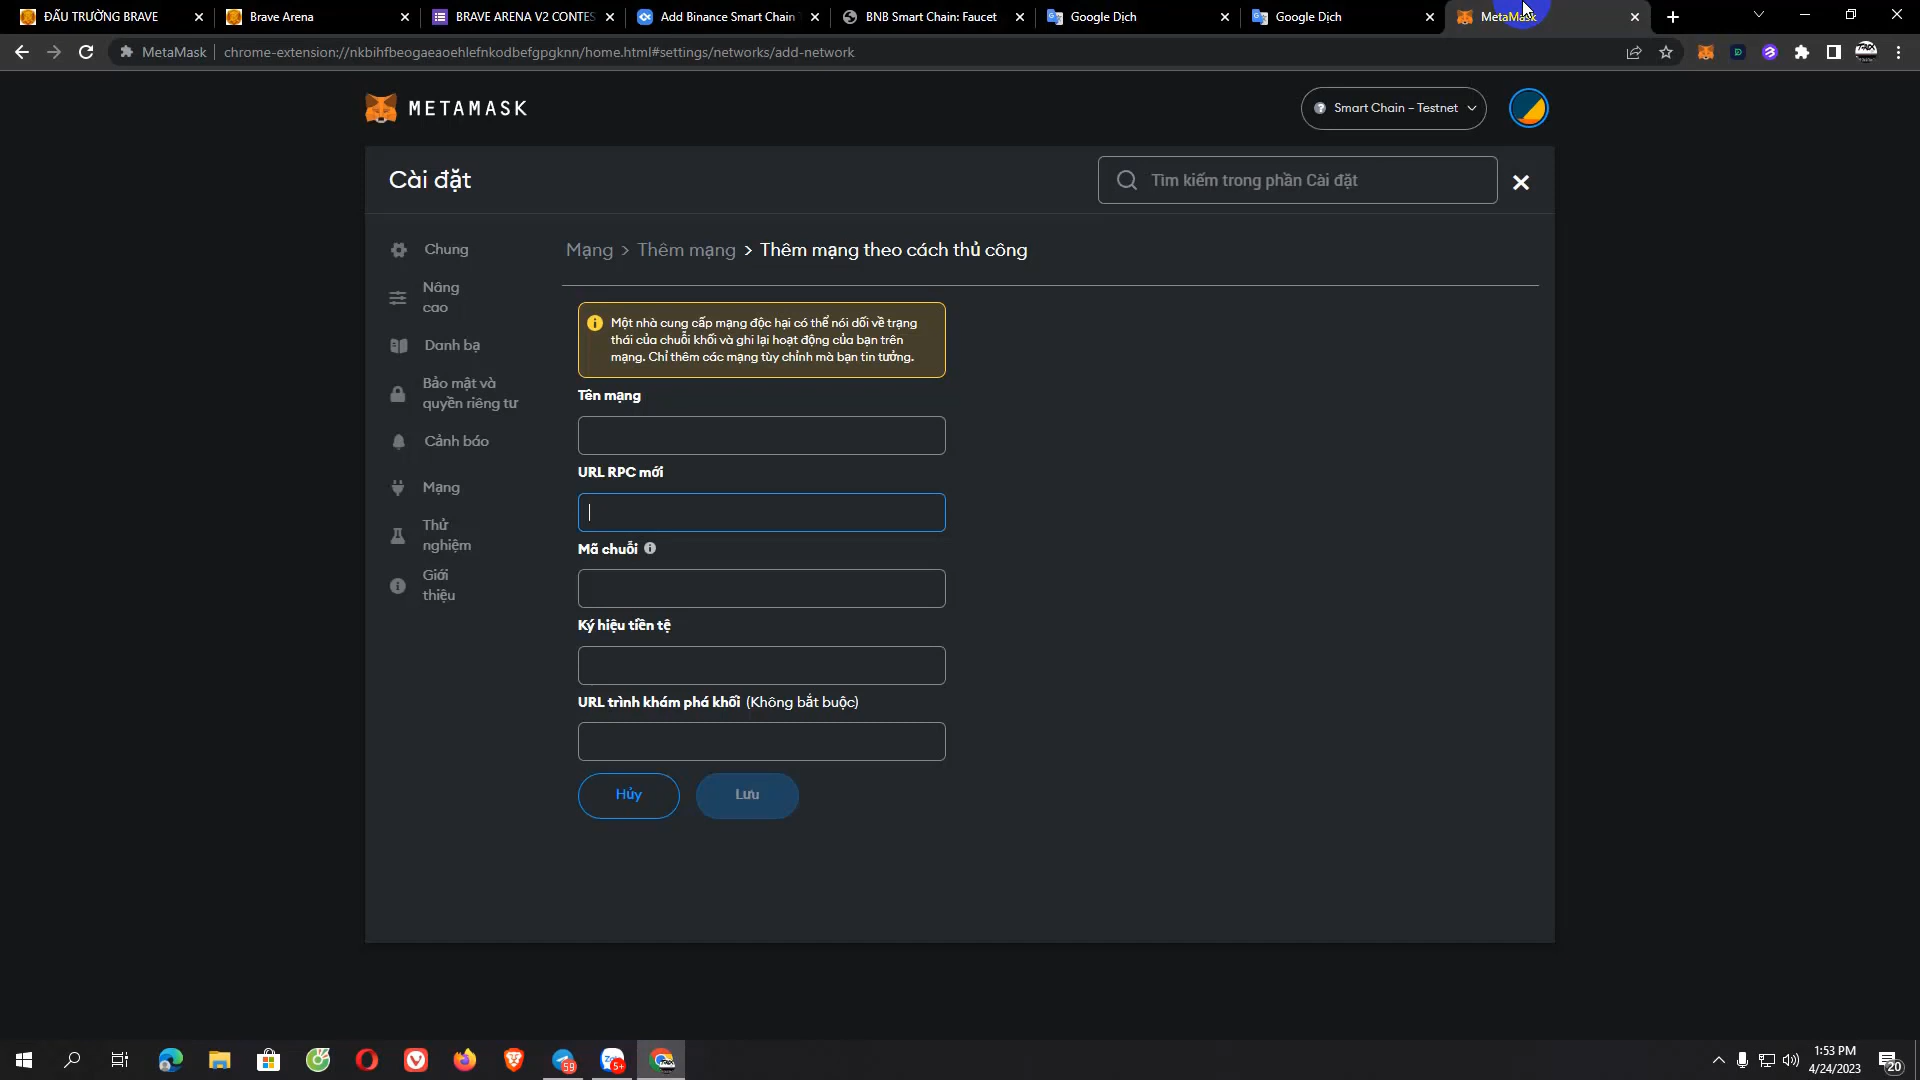 ĐẤU TRƯỜNG BRAVE
Brave Arena
BRAVE ARENA V2 CONTES
Add Binance Smart Chain
BNB Smart Chain: Faucet
Google Dịch
Google Dịch
MetaMask
MetaMask
chrome-extension://nkbihfbeogaeaoehlefnkodbefgpgknn/home.html#settings/networks/add-network
METAMASK
Smart Chain – Testnet
Cài đặt
Tìm kiếm trong phần Cài đặt
Chung
Nâng
cao
Danh bạ
Bảo mật và
quyền riêng tư
Cảnh báo
Mạng
Thử
nghiệm
Giới
thiệu
Mạng > Thêm mạng > Thêm mạng theo cách thủ công
Một nhà cung cấp mạng độc hại có thể nói dối về trạng
thái của chuỗi khối và ghi lại hoạt động của bạn trên
mạng. Chỉ thêm các mạng tùy chỉnh mà bạn tin tưởng.
Tên mạng
URL RPC mới
Mã chuỗi
Ký hiệu tiền tệ
URL trình khám phá khối (Không bắt buộc)
Hủy
Lưu
59
5+
1:53 PM
4/24/2023
20